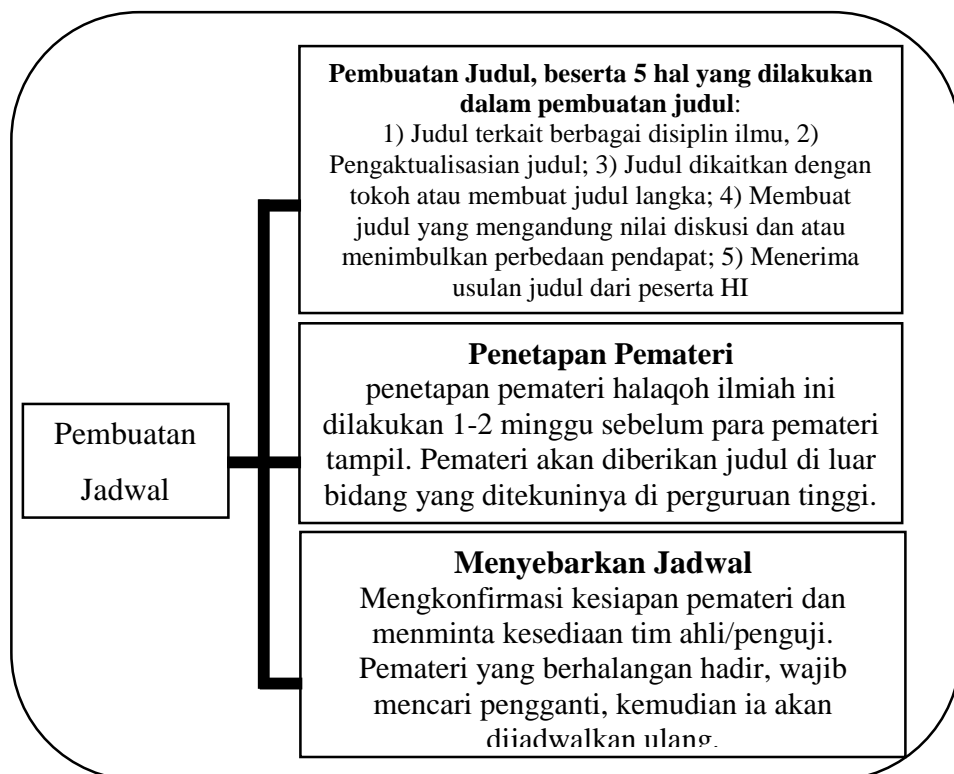 Pembuatan Judul, beserta 5 hal yang dilakukan
dalam pembuatan judul:
1) Judul terkait berbagai disiplin ilmu, 2)
Pengaktualisasian judul; 3) Judul dikaitkan dengan
tokoh atau membuat judul langka; 4) Membuat
judul yang mengandung nilai diskusi dan atau
menimbulkan perbedaan pendapat; 5) Menerima
usulan judul dari peserta HI
Penetapan Pemateri
penetapan pemateri halaqoh ilmiah ini
dilakukan 1-2 minggu sebelum para pemateri
tampil. Pemateri akan diberikan judul di luar
bidang yang ditekuninya di perguruan tinggi.
Pembuatan
Jadwal
Menyebarkan Jadwal
Mengkonfirmasi kesiapan pemateri dan
menminta kesediaan tim ahli/penguji.
Pemateri yang berhalangan hadir, wajib
mencari pengganti, kemudian ia akan
dijadwalkan ulang.